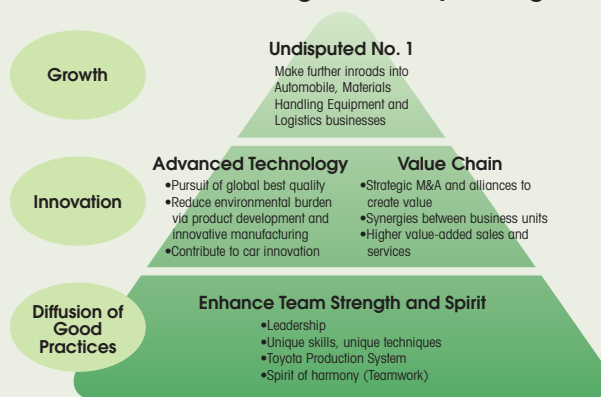 Undisputed No. 1
Growth
Make further inroads into
Automobile, Materials
Handling Equipment and
Logistics businesses
Innovation
Advanced Technology
•Pursuit of global best quality
•Reduce environmental burden
via product development and
innovative manufacturing
•Contribute to car innovation
Value Chain
•Strategic M&A and alliances to
create value
•Synergies between business units
•Higher value-added sales and
services
Diffusion of
Good
Practices
Enhance Team Strength and Spirit
•Leadership
•Unique skills, unique techniques
•Toyota Production System
•Spirit of harmony (Teamwork)